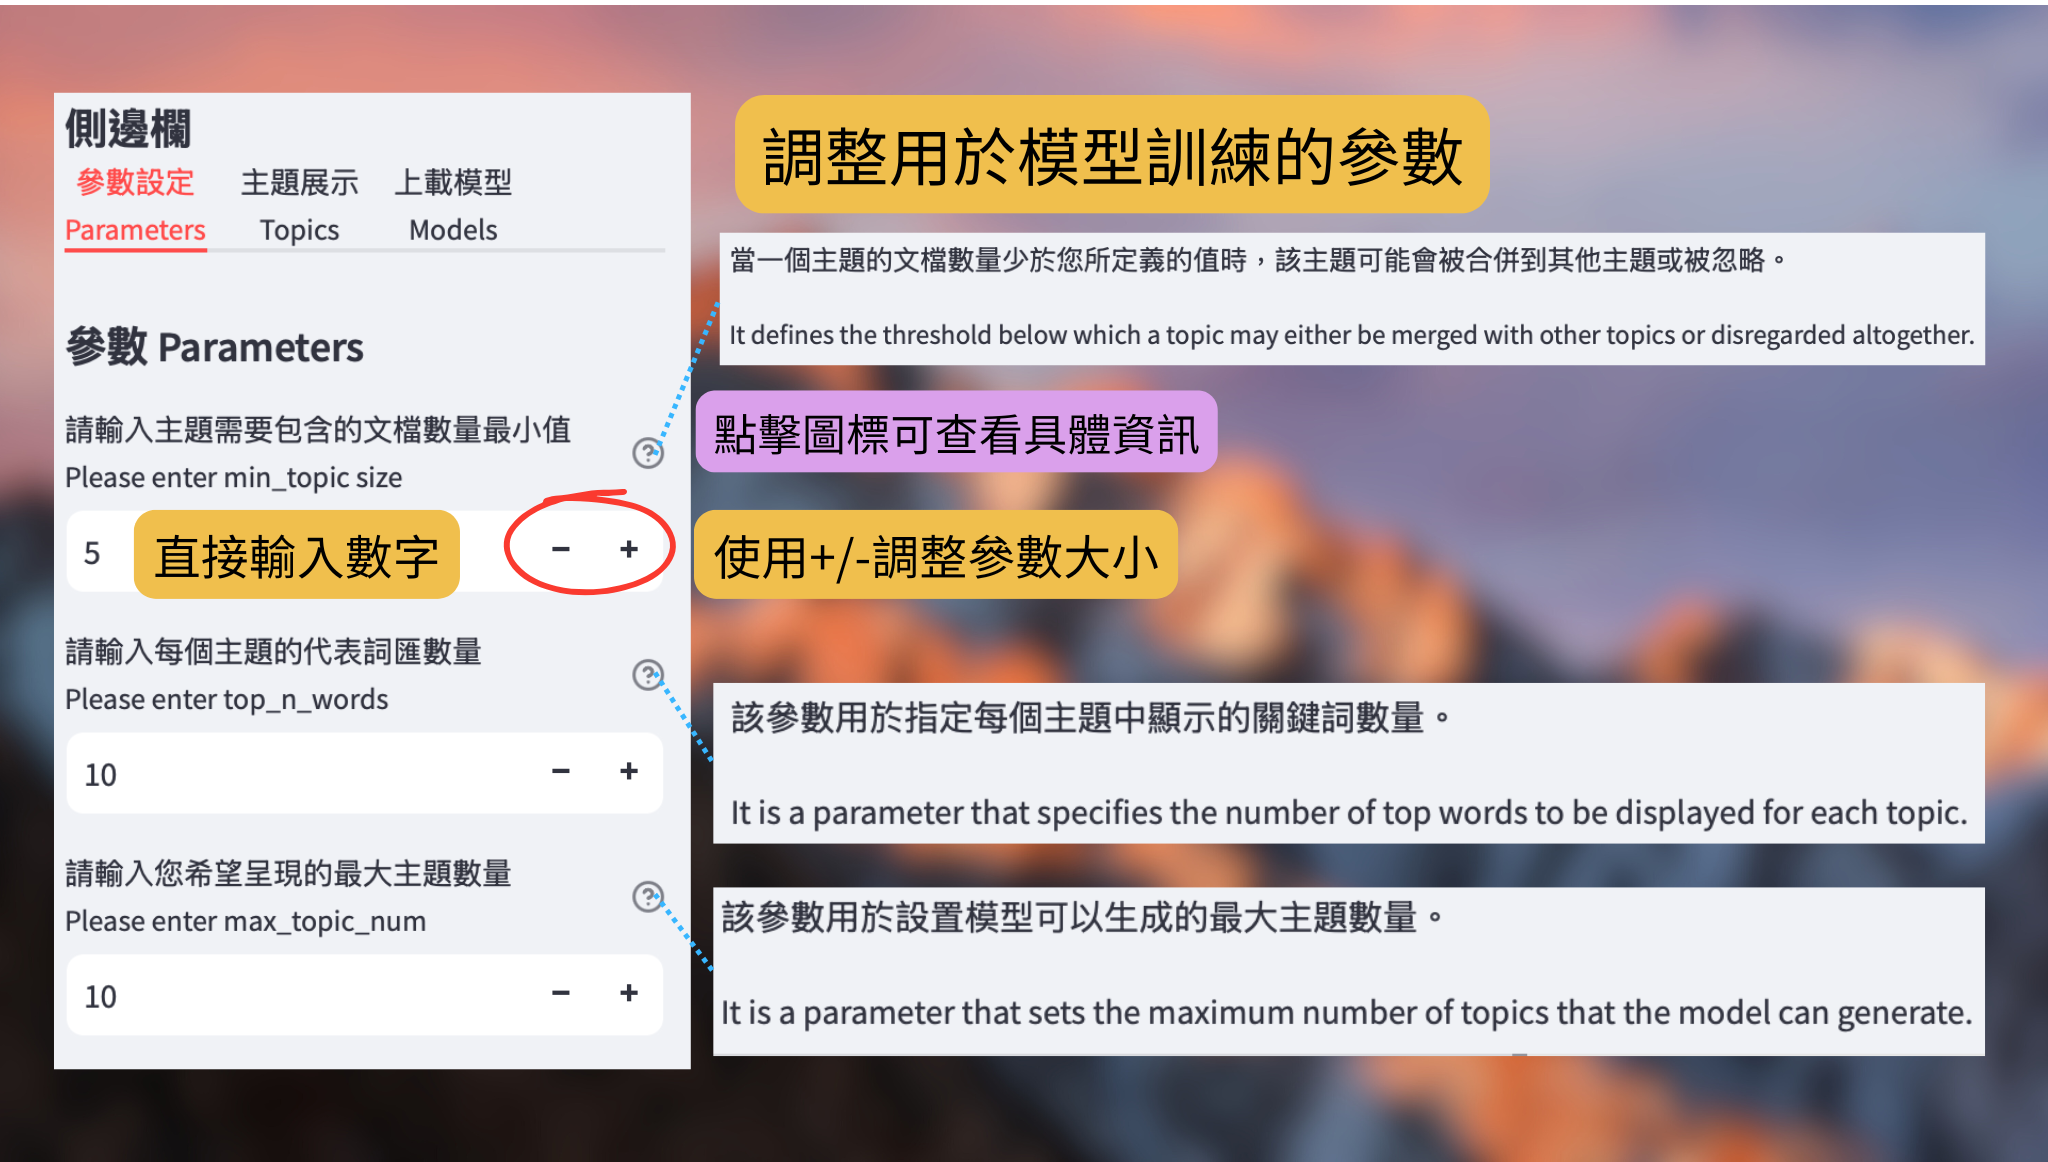 側邊欄
參數設定 主題展示 上載模型
Parameters Topics Models
參數 Parameters
請輸入主題需要包含的文檔數量最小值
Please enter min_topic size
5
直接輸入數字
− +
請輸入每個主題的代表詞匯數量
Please enter top_n_words
10 − +
請輸入您希望呈現的最大主題數量
Please enter max_topic_num
10 − +
調整用於模型訓練的參數
當一個主題的文檔數量少於您所定義的值時，該主題可能會被合併到其他主題或被忽略。
It defines the threshold below which a topic may either be merged with other topics or disregarded altogether.
點擊圖標可查看具體資訊
使用+/-調整參數大小
該參數用於指定每個主題中顯示的關鍵詞數量。
It is a parameter that specifies the number of top words to be displayed for each topic.
該參數用於設置模型可以生成的最大主題數量。
It is a parameter that sets the maximum number of topics that the model can generate.